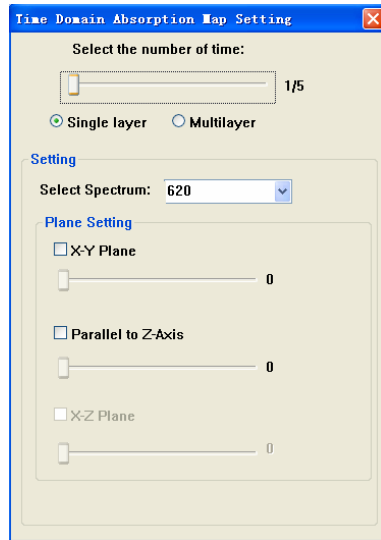 Time Domain Absorption Map Setting
Select the number of time:
1/5
Single layer Multilayer
Setting
Select Spectrum: 620
Plane Setting
X-Y Plane
0
Parallel to Z-Axis
0
X-Z Plane
0